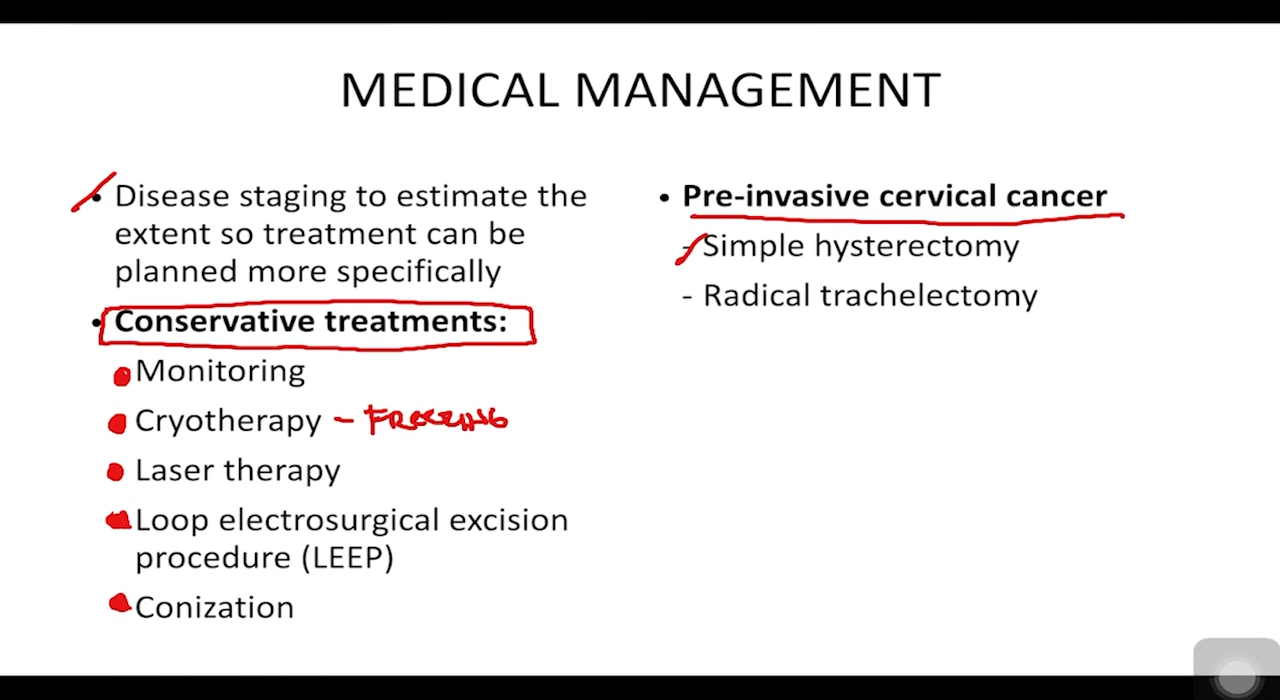 MEDICAL MANAGEMENT
• Disease staging to estimate the
extent so treatment can be
planned more specifically
• Conservative treatments:
Monitoring
Cryotherapy – FREEZING
Laser therapy
Loop electrosurgical excision
procedure (LEEP)
Conization
• Pre-invasive cervical cancer
- Simple hysterectomy
- Radical trachelectomy